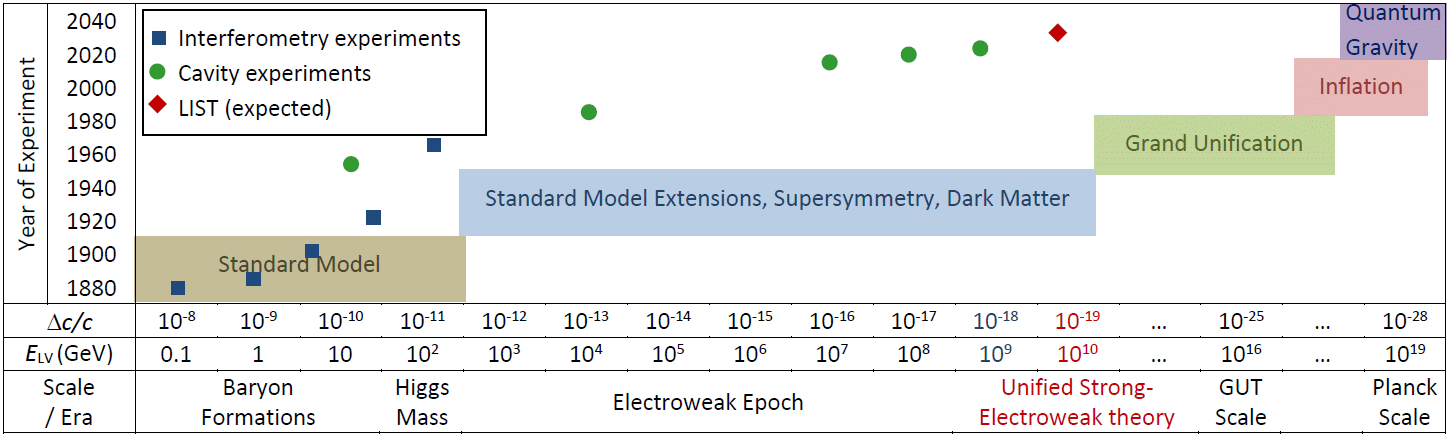 Year of Experiment
2040
2020
2000
1980
1960
1940
1920
1900
1880
Interferometry experiments
Cavity experiments
LIST (expected)
Quantum
Gravity
Inflation
Grand Unification
Standard Model Extensions, Supersymmetry, Dark Matter
Standard Model
Δc/c 10⁻⁸ 10⁻⁹ 10⁻¹⁰ 10⁻¹¹ 10⁻¹² 10⁻¹³ 10⁻¹⁴ 10⁻¹⁵ 10⁻¹⁶ 10⁻¹⁷ 10⁻¹⁸ 10⁻¹⁹ ... 10⁻²⁵ ... 10⁻²⁸
E_LV (GeV) 0.1 1 10 10² 10³ 10⁴ 10⁵ 10⁶ 10⁷ 10⁸ 10⁹ 10¹⁰ ... 10¹⁶ ... 10¹⁹
Scale
/ Era
Baryon
Formations
Higgs
Mass
Electroweak Epoch
Unified Strong-
Electroweak theory
GUT
Scale
Planck
Scale